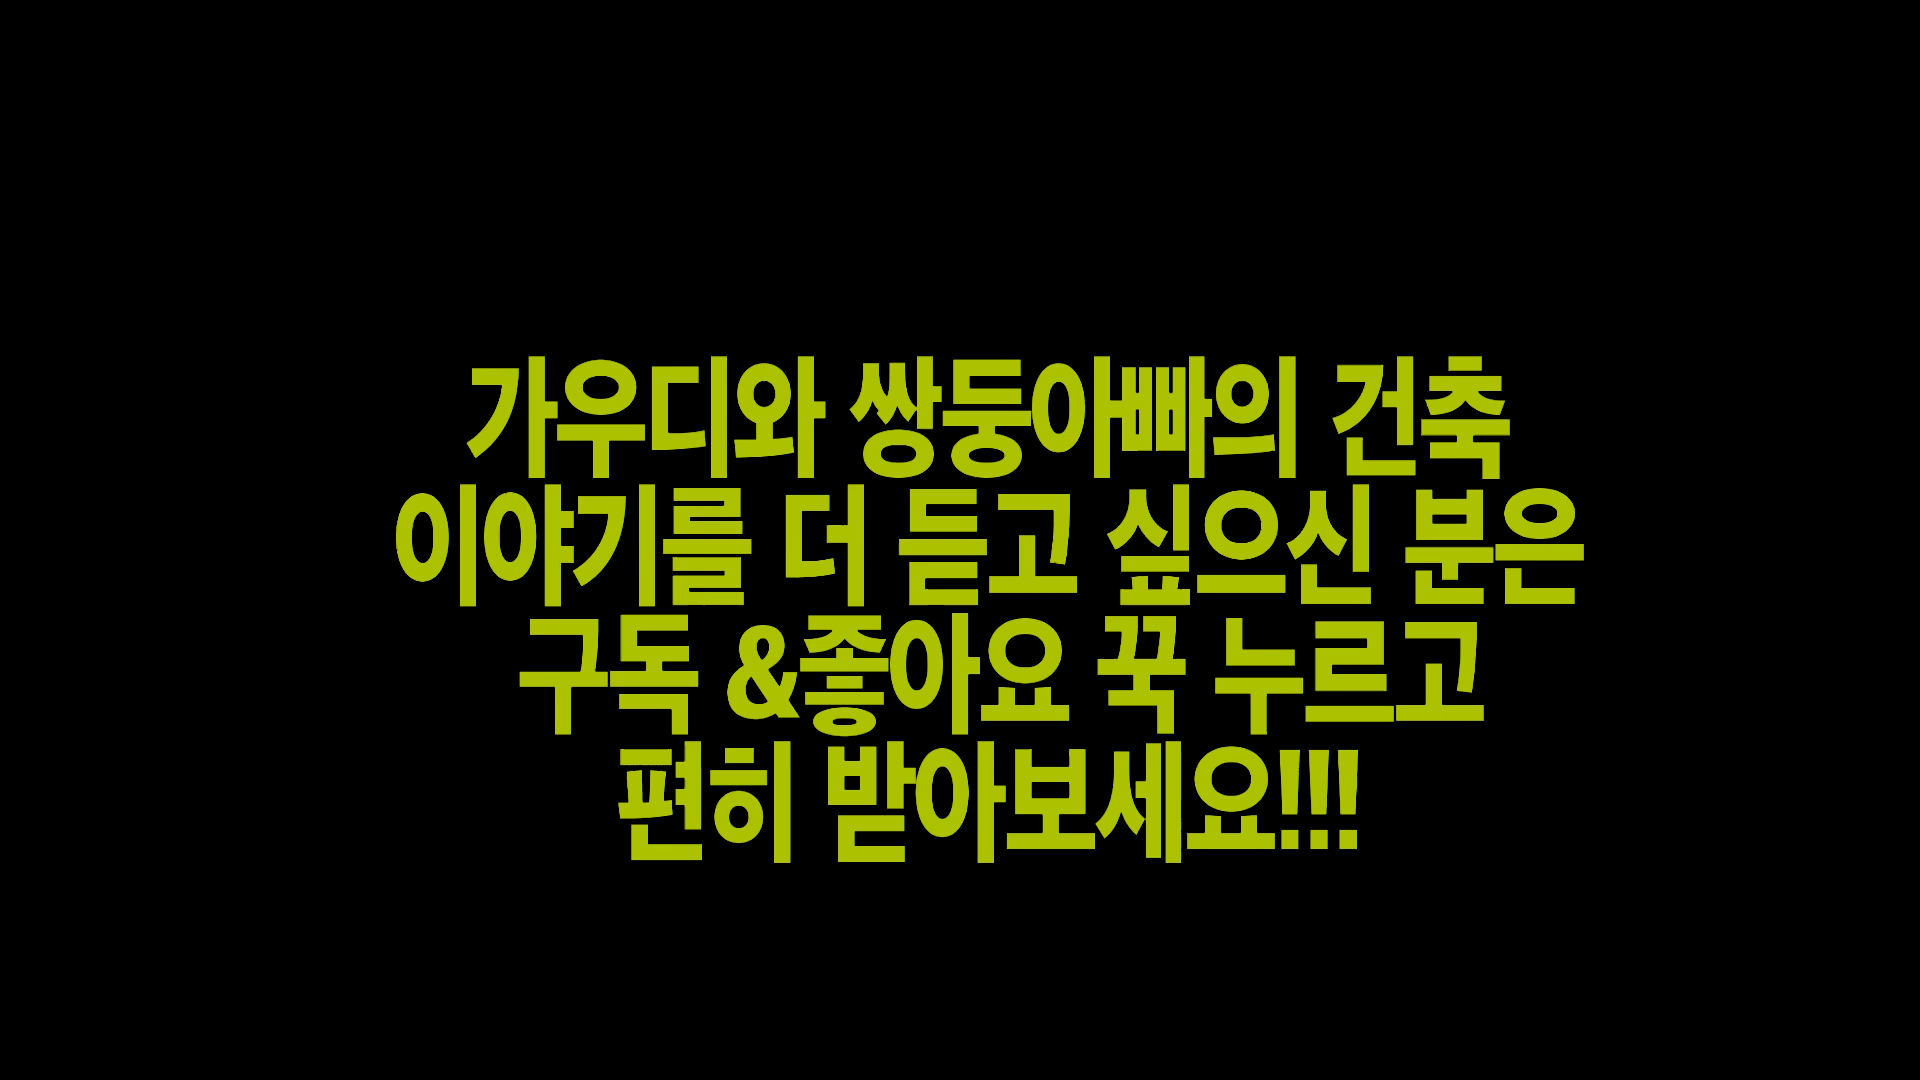 가우디와 쌍둥아빠의 건축
이야기를 더 듣고 싶으신 분은
구독 &좋아요 꾹 누르고
편히 받아보세요!!!